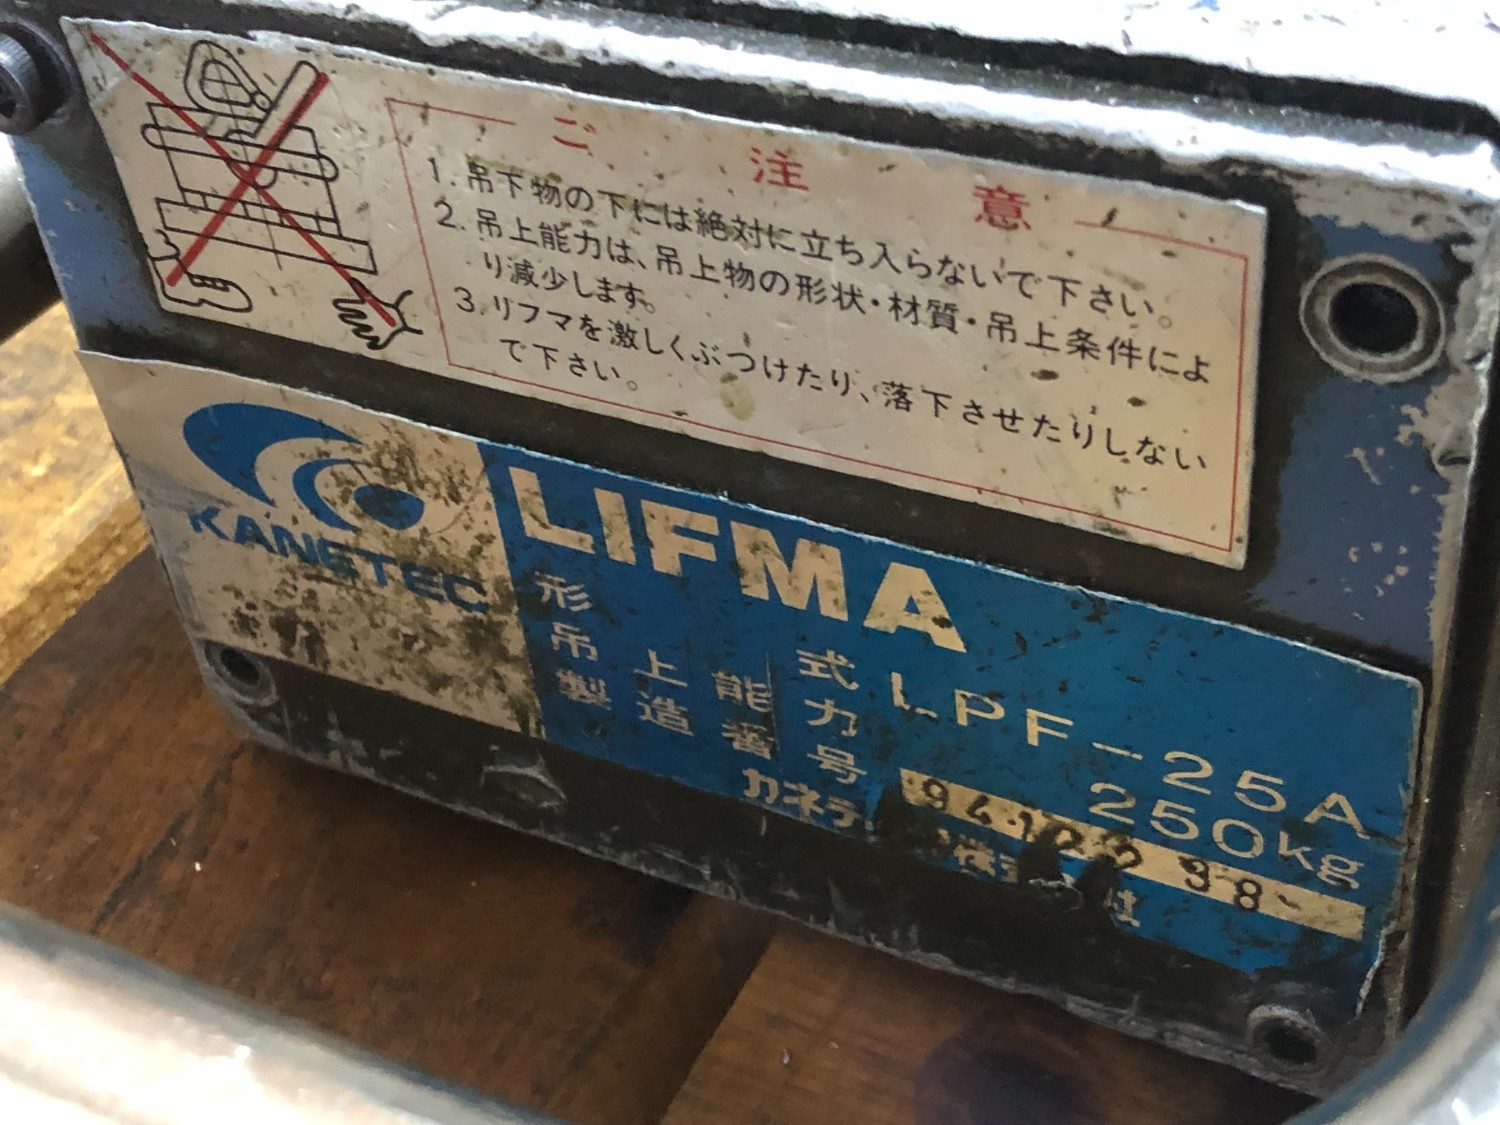 ご注意
1. 吊下物の下には絶対に立ち入らないで下さい。
2. 吊上能力は、吊上物の形状・材質・吊上条件によ
り減少します。
3. リフマを激しくぶつけたり、落下させたりしない
で下さい。
KANETEC
LIFMA
形式 LPF-25A
吊上能力 250kg
製造番号
カネテ 株式 社